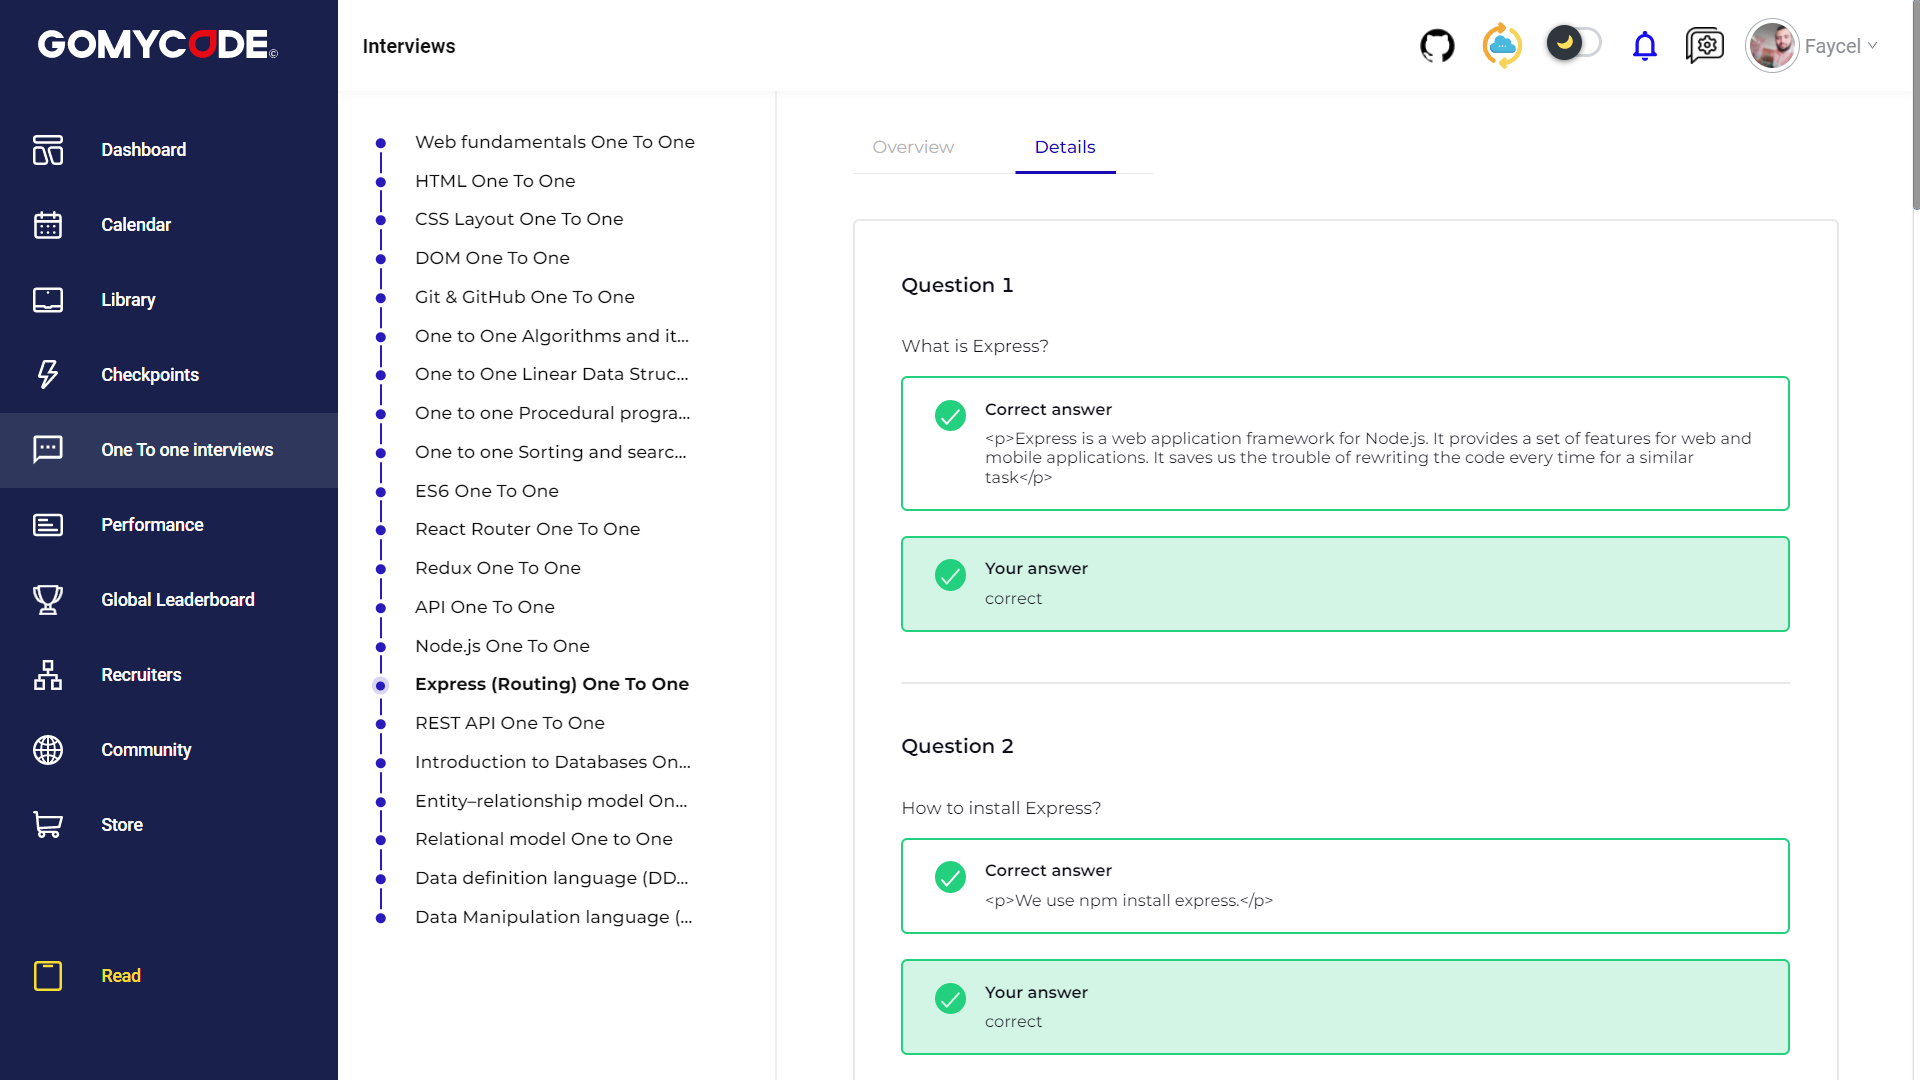 GOMYCODE©
Dashboard
Calendar
Library
Checkpoints
One To one interviews
Performance
Global Leaderboard
Recruiters
Community
Store
Read
Interviews
Faycel
Web fundamentals One To One
HTML One To One
CSS Layout One To One
DOM One To One
Git & GitHub One To One
One to One Algorithms and it...
One to One Linear Data Struc...
One to one Procedural progra...
One to one Sorting and searc...
ES6 One To One
React Router One To One
Redux One To One
API One To One
Node.js One To One
Express (Routing) One To One
REST API One To One
Introduction to Databases On...
Entity–relationship model On...
Relational model One to One
Data definition language (DD...
Data Manipulation language (...
Overview
Details
Question 1
What is Express?
Correct answer
<p>Express is a web application framework for Node.js. It provides a set of features for web and
mobile applications. It saves us the trouble of rewriting the code every time for a similar
task</p>
Your answer
correct
Question 2
How to install Express?
Correct answer
<p>We use npm install express.</p>
Your answer
correct